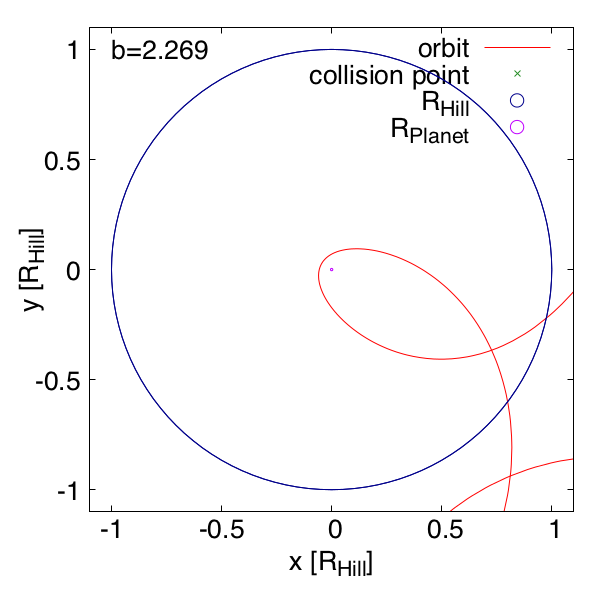 b=2.269
orbit
collision point
R_Hill
R_Planet
1
0.5
0
-0.5
-1
y [R_Hill]
-1
-0.5
0
0.5
1
x [R_Hill]